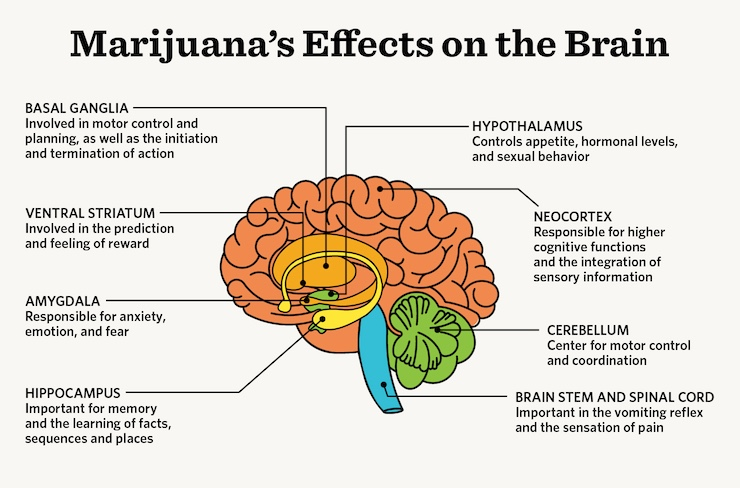 Marijuana's Effects on the Brain
BASAL GANGLIA
Involved in motor control and
planning, as well as the initiation
and termination of action
VENTRAL STRIATUM
Involved in the prediction
and feeling of reward
AMYGDALA
Responsible for anxiety,
emotion, and fear
HIPPOCAMPUS
Important for memory
and the learning of facts,
sequences and places
HYPOTHALAMUS
Controls appetite, hormonal levels,
and sexual behavior
NEOCORTEX
Responsible for higher
cognitive functions
and the integration of
sensory information
CEREBELLUM
Center for motor control
and coordination
BRAIN STEM AND SPINAL CORD
Important in the vomiting reflex
and the sensation of pain